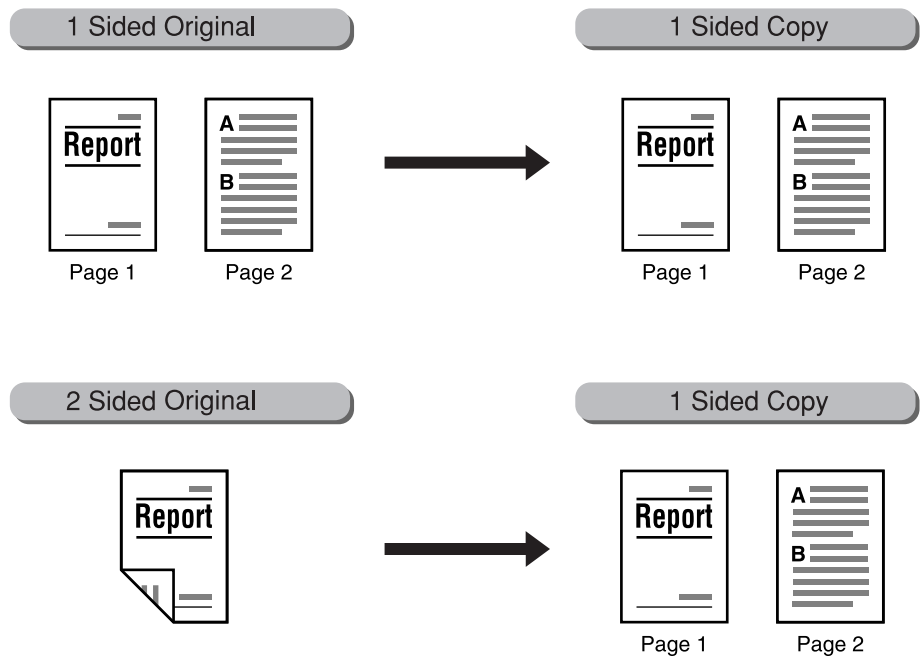 1 Sided Original
1 Sided Copy
Report
A
B
Report
A
B
Page 1
Page 2
Page 1
Page 2
2 Sided Original
1 Sided Copy
Report
Report
A
B
Page 1
Page 2